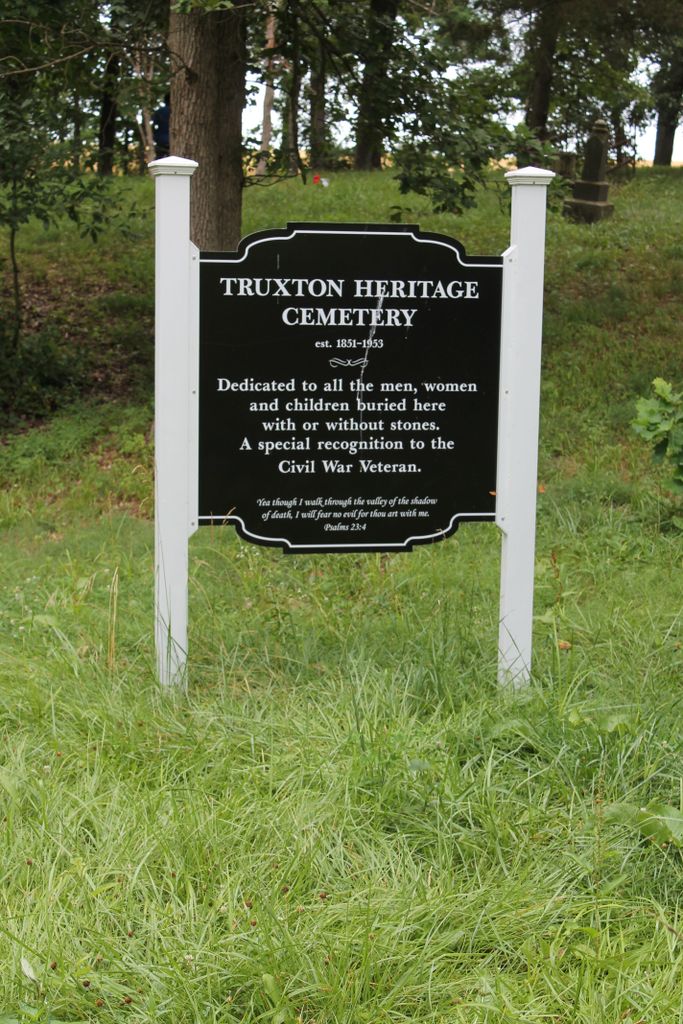 TRUXTON HERITAGE
CEMETERY
est. 1851-1953
Dedicated to all the men, women
and children buried here
with or without stones.
A special recognition to the
Civil War Veteran.
Yea though I walk through the valley of the shadow
of death, I will fear no evil for thou art with me.
Psalms 23:4